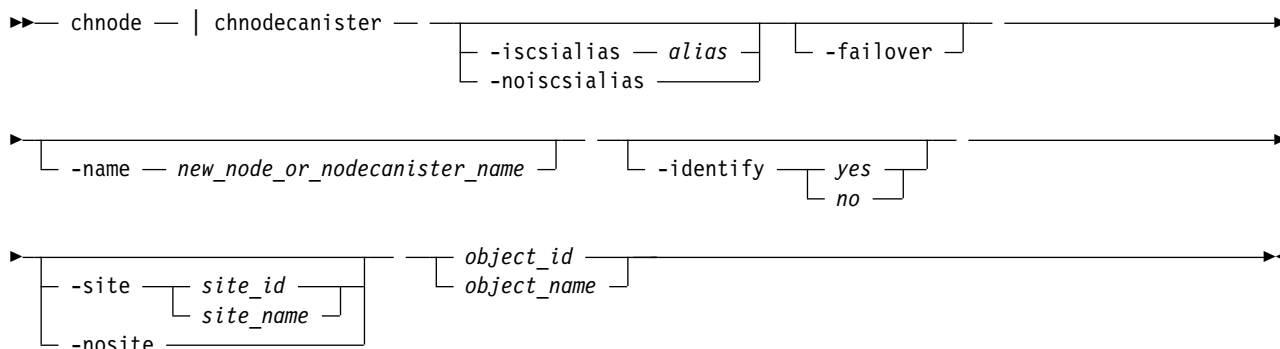 chnode | chnodecanister -iscsialias alias -failover
-noiscsialias
-name new_node_or_nodecanister_name -identify yes
no
-site site_id object_id
site_name object_name
-nosite